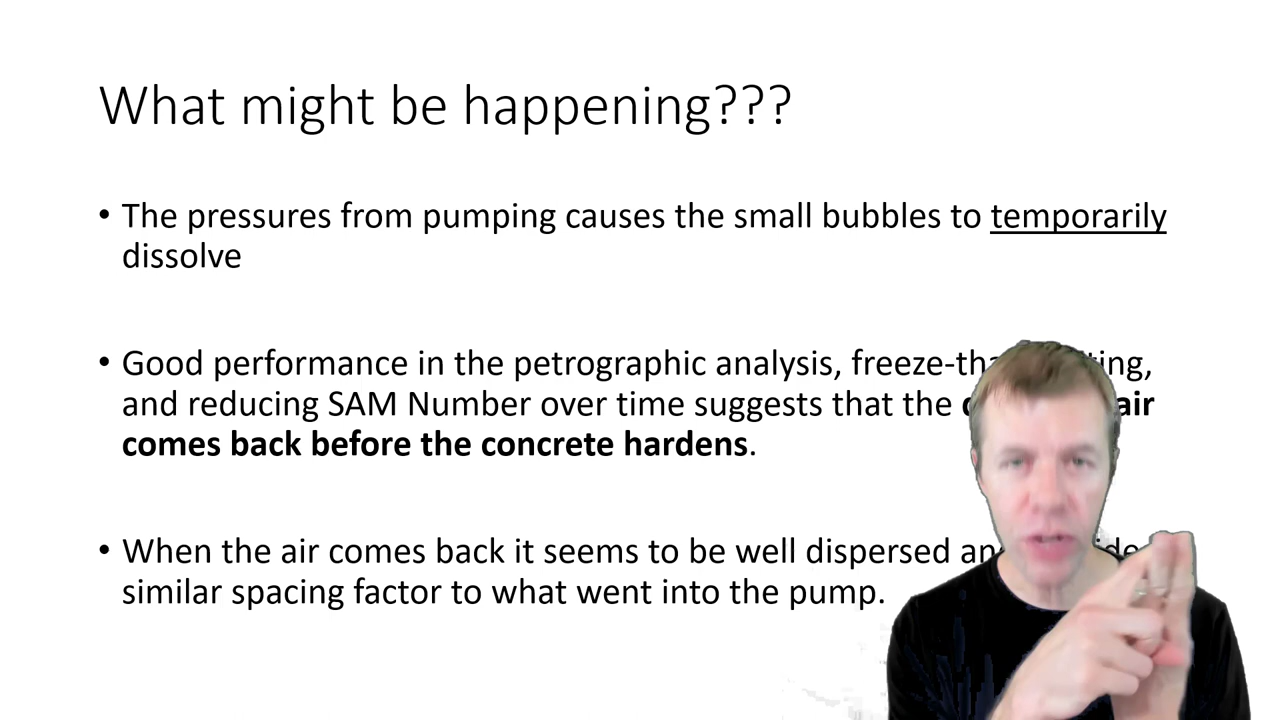 What might be happening???
• The pressures from pumping causes the small bubbles to temporarily
dissolve
• Good performance in the petrographic analysis, freeze-
and reducing SAM Number over time suggests that the air
comes back before the concrete hardens.
• When the air comes back it seems to be well dispersed
similar spacing factor to what went into the pump.